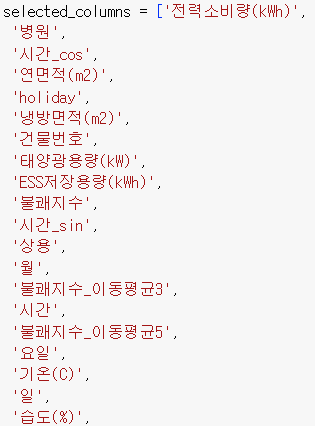 selected_columns = ['전력소비량(kWh)',
'병원',
'시간_cos',
'연면적(m2)',
'holiday',
'냉방면적(m2)',
'건물번호',
'태양광용량(kW)',
'ESS저장용량(kWh)',
'불쾌지수',
'시간_sin',
'상용',
'월',
'불쾌지수_이동평균3',
'시간',
'불쾌지수_이동평균5',
'요일',
'기온(C)',
'일',
'습도(%)',